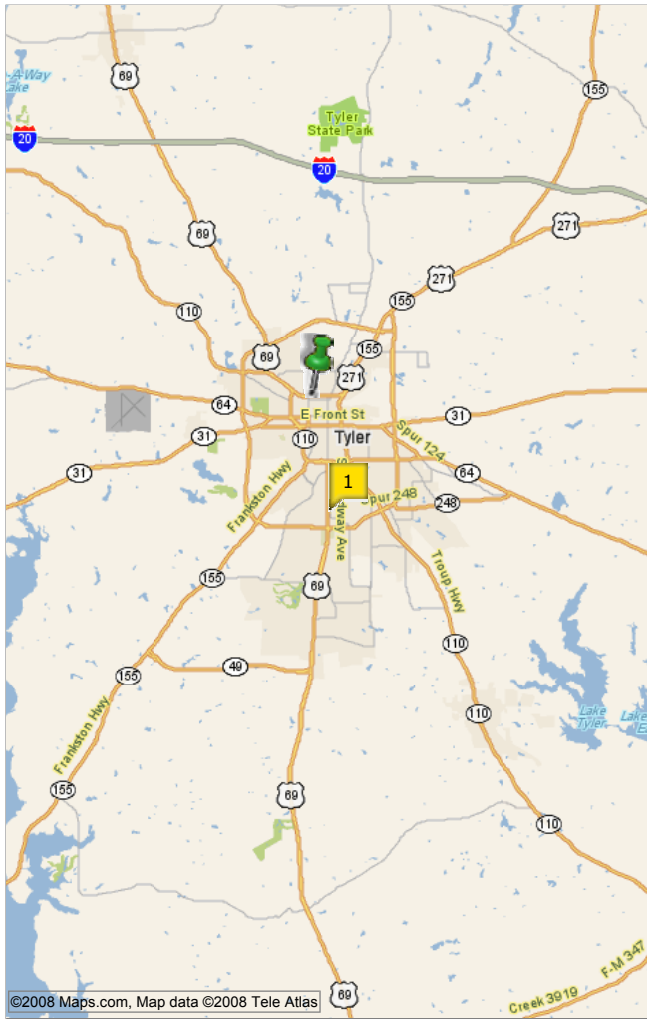 69
-A-Way
Lake
155
Tyler
State Park
20
20
271
69
271
155
110
155
69
271
64
E Front St
31
31
110
Tyler
Spur 124
31
64
1
Spur 248
248
Frankston Hwy
dway Ave
155
69
Troup Hwy
110
49
155
110
Lake
Tyler
Lake
E
Frankston Hwy
155
69
110
F-M 347
69
Creek 3919
©2008 Maps.com, Map data ©2008 Tele Atlas